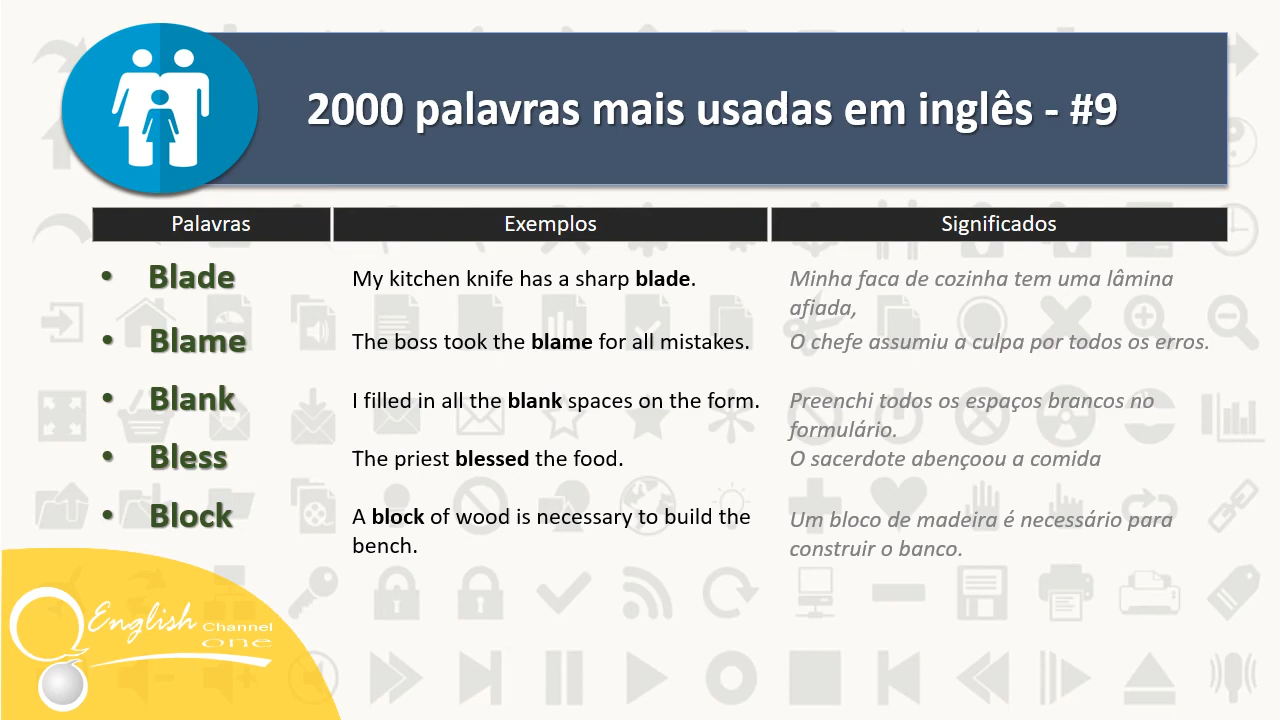 2000 palavras mais usadas em inglês - #9
Palavras Exemplos Significados
• Blade My kitchen knife has a sharp blade. Minha faca de cozinha tem uma lâmina
afiada,
• Blame The boss took the blame for all mistakes. O chefe assumiu a culpa por todos os erros.
• Blank I filled in all the blank spaces on the form. Preenchi todos os espaços brancos no
formulário.
• Bless The priest blessed the food. O sacerdote abençoou a comida
• Block A block of wood is necessary to build the
bench.
Um bloco de madeira é necessário para
construir o banco.
English Channel
one